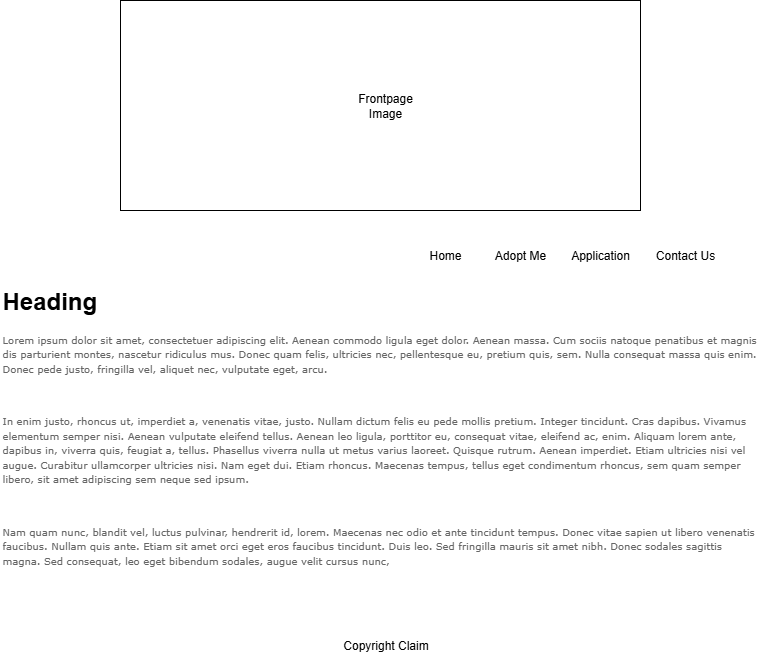 Frontpage
Image
Home Adopt Me Application Contact Us
Heading
Lorem ipsum dolor sit amet, consectetuer adipiscing elit. Aenean commodo ligula eget dolor. Aenean massa. Cum sociis natoque penatibus et magnis
dis parturient montes, nascetur ridiculus mus. Donec quam felis, ultricies nec, pellentesque eu, pretium quis, sem. Nulla consequat massa quis enim.
Donec pede justo, fringilla vel, aliquet nec, vulputate eget, arcu.
In enim justo, rhoncus ut, imperdiet a, venenatis vitae, justo. Nullam dictum felis eu pede mollis pretium. Integer tincidunt. Cras dapibus. Vivamus
elementum semper nisi. Aenean vulputate eleifend tellus. Aenean leo ligula, porttitor eu, consequat vitae, eleifend ac, enim. Aliquam lorem ante,
dapibus in, viverra quis, feugiat a, tellus. Phasellus viverra nulla ut metus varius laoreet. Quisque rutrum. Aenean imperdiet. Etiam ultricies nisi vel
augue. Curabitur ullamcorper ultricies nisi. Nam eget dui. Etiam rhoncus. Maecenas tempus, tellus eget condimentum rhoncus, sem quam semper
libero, sit amet adipiscing sem neque sed ipsum.
Nam quam nunc, blandit vel, luctus pulvinar, hendrerit id, lorem. Maecenas nec odio et ante tincidunt tempus. Donec vitae sapien ut libero venenatis
faucibus. Nullam quis ante. Etiam sit amet orci eget eros faucibus tincidunt. Duis leo. Sed fringilla mauris sit amet nibh. Donec sodales sagittis
magna. Sed consequat, leo eget bibendum sodales, augue velit cursus nunc,
Copyright Claim